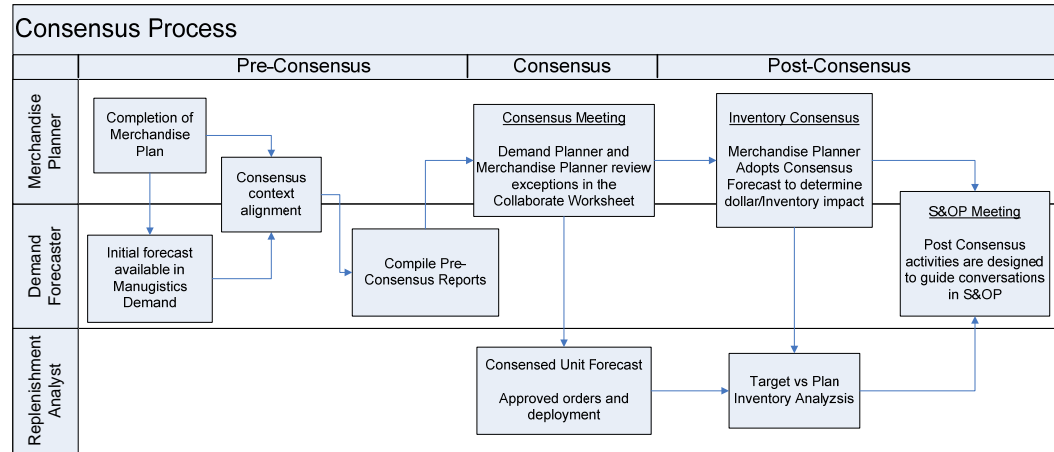 Consensus Process
Pre-Consensus
Consensus
Post-Consensus
Merchandise
Planner
Completion of
Merchandise
Plan
Consensus
context
alignment
Consensus Meeting
Demand Planner and
Merchandise Planner review
exceptions in the
Collaborate Worksheet
Inventory Consensus
Merchandise Planner
Adopts Consensus
Forecast to determine
dollar/Inventory impact
Demand
Forecaster
Initial forecast
available in
Manugistics
Demand
Compile Pre-
Consensus Reports
S&OP Meeting
Post Consensus
activities are designed
to guide conversations
in S&OP
Replenishment
Analyst
Consensed Unit Forecast
Approved orders and
deployment
Target vs Plan
Inventory Analyzsis